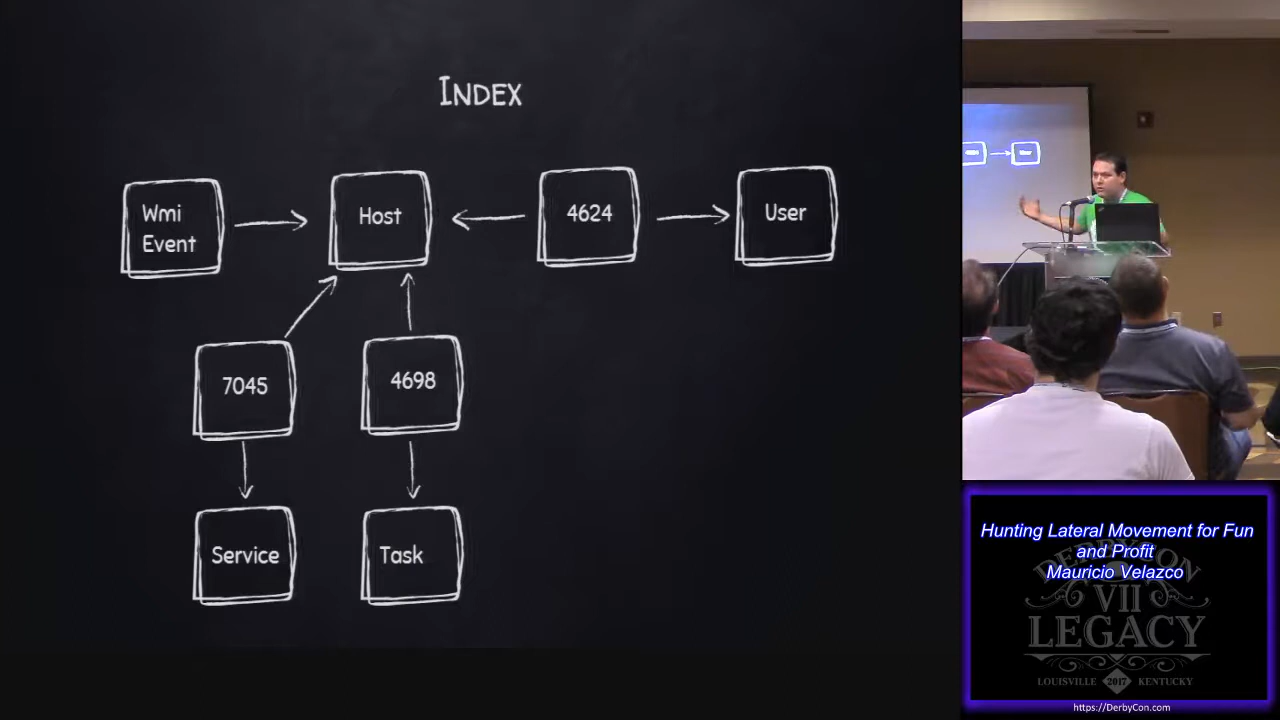 INDEX
Wmi
Event
Host
4624
User
7045
4698
Service
Task
Hunting Lateral Movement for Fun
and Profit
Mauricio Velazco
DERBYCON
VII
LEGACY
LOUISVILLE 2017 KENTUCKY
https://DerbyCon.com